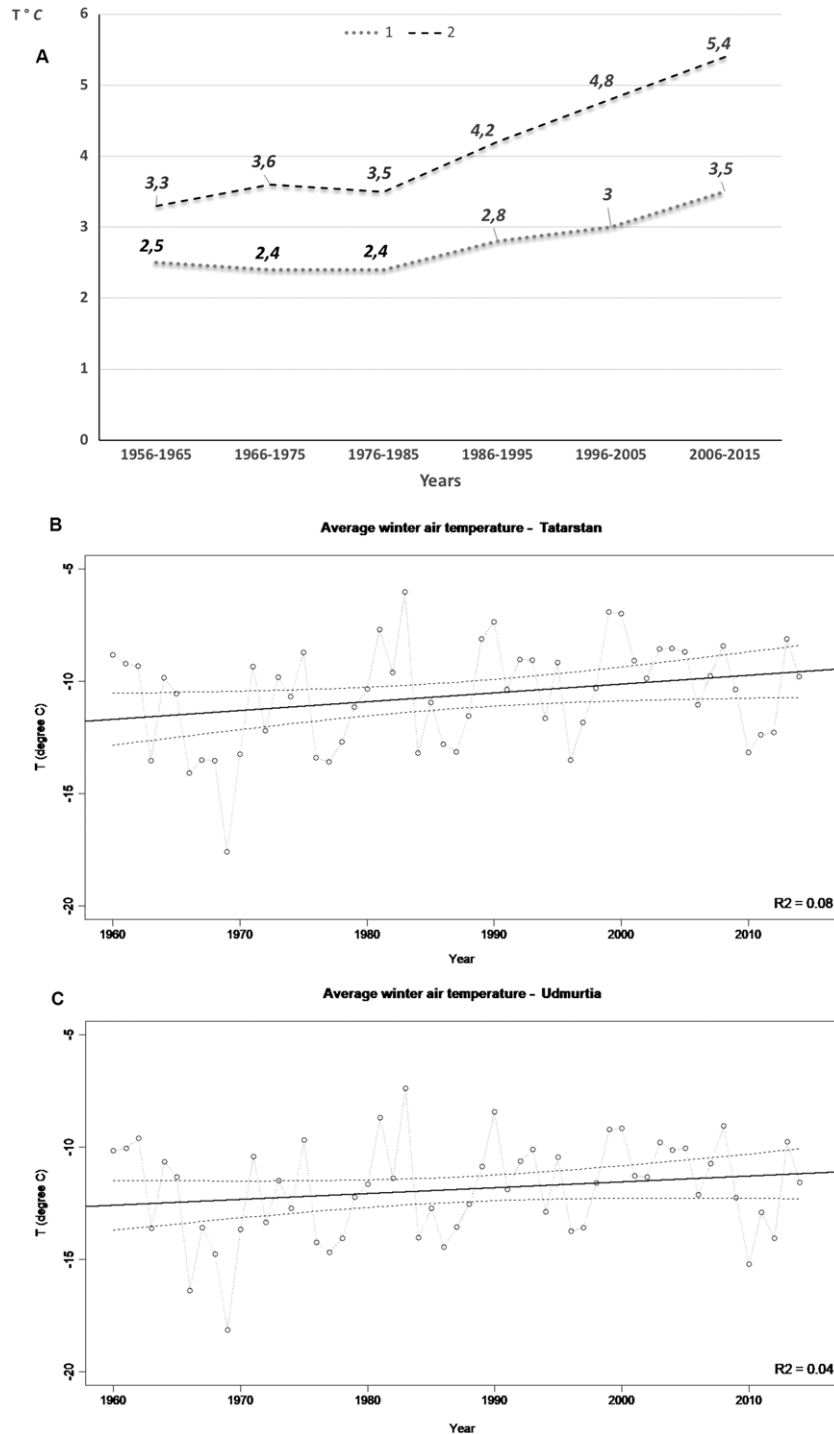 T° C
A
1 2
6
5
4
3
2
1
0
3,3
3,6
3,5
4,2
4,8
5,4
2,5
2,4
2,4
2,8
3
3,5
1956-1965 1966-1975 1976-1985 1986-1995 1996-2005 2006-2015
Years
B
Average winter air temperature - Tatarstan
T (degree C)
-5
-10
-15
-20
R2 = 0.08
1960 1970 1980 1990 2000 2010
Year
C
Average winter air temperature - Udmurtia
T (degree C)
-5
-10
-15
-20
R2 = 0.04
1960 1970 1980 1990 2000 2010
Year